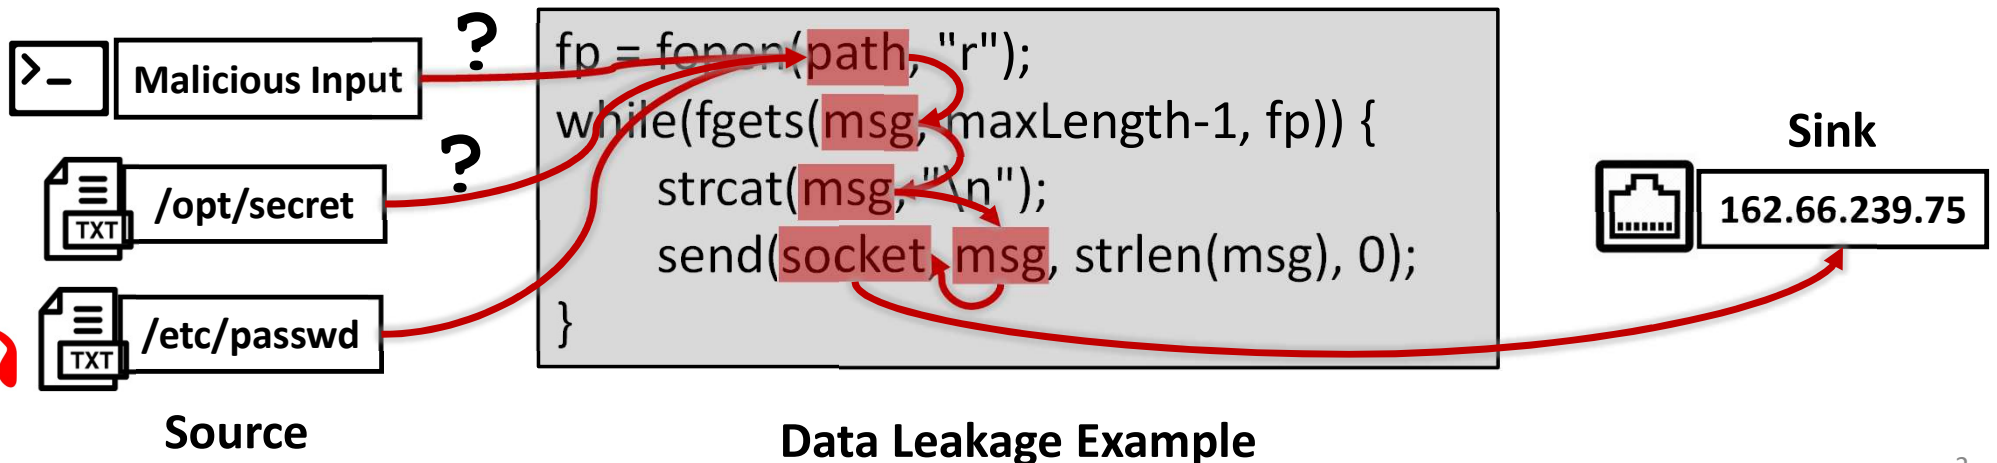 Malicious Input
?
/opt/secret
?
/etc/passwd
TXT
TXT
Source
fp = fopen(path, "r");
while(fgets(msg, maxLength-1, fp)) {
strcat(msg,"\n");
send(socket, msg, strlen(msg), 0);
}
Data Leakage Example
Sink
162.66.239.75